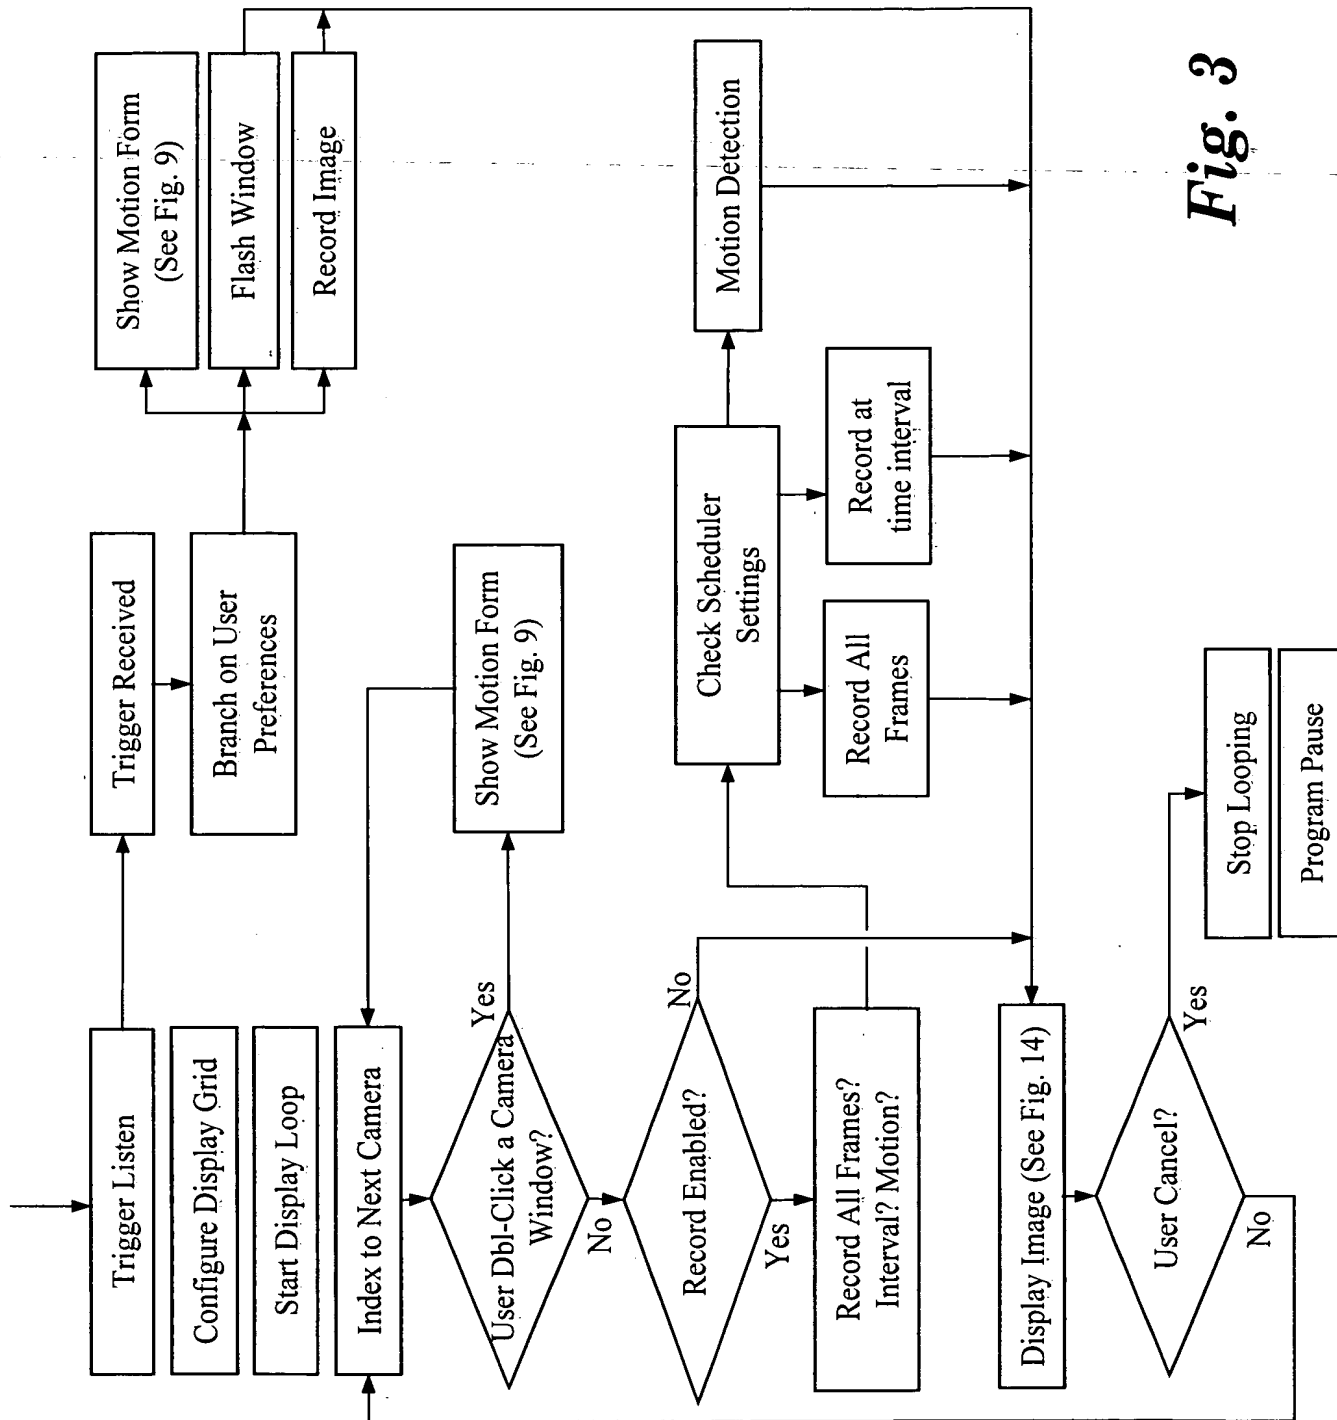 Trigger Listen
Configure Display Grid
Start Display Loop
Index to Next Camera
User Dbl-Click a Camera
Window?
Yes
No
Record Enabled?
No
Yes
Record All Frames?
Interval? Motion?
Display Image (See Fig. 14)
User Cancel?
Yes
No
Stop Looping
Program Pause
Trigger Received
Branch on User
Preferences
Show Motion Form
(See Fig. 9)
Check Scheduler
Settings
Record All
Frames
Record at
time interval
Motion Detection
Show Motion Form
(See Fig. 9)
Flash Window
Record Image
Fig. 3